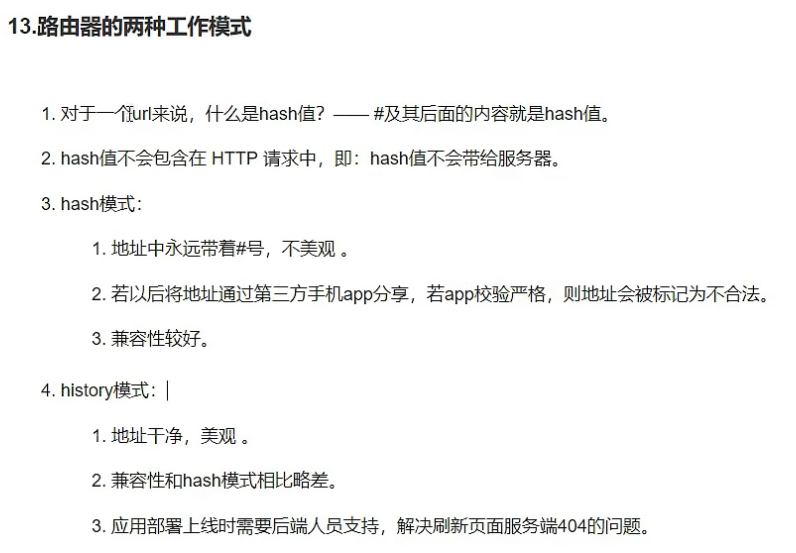 13.路由器的两种工作模式
1. 对于一个url来说，什么是hash值？—— #及其后面的内容就是hash值。
2. hash值不会包含在 HTTP 请求中，即：hash值不会带给服务器。
3. hash模式：
1. 地址中永远带着#号，不美观 。
2. 若以后将地址通过第三方手机app分享，若app校验严格，则地址会被标记为不合法。
3. 兼容性较好。
4. history模式：
1. 地址干净，美观 。
2. 兼容性和hash模式相比略差。
3. 应用部署上线时需要后端人员支持，解决刷新页面服务端404的问题。